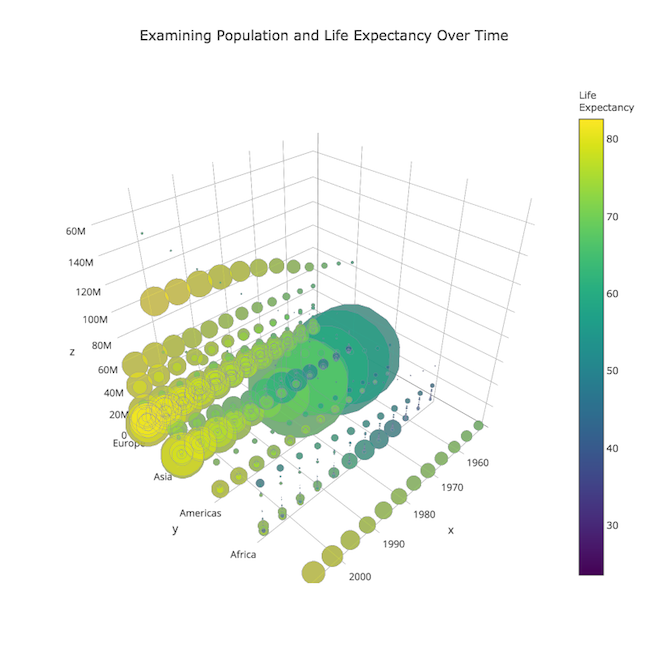 Examining Population and Life Expectancy Over Time
Life
Expectancy
80
70
60
50
40
30
60M
140M
120M
100M
80M
60M
40M
20M
0
z
Europe
Asia
Americas
Africa
y
1960
1970
1980
1990
2000
x